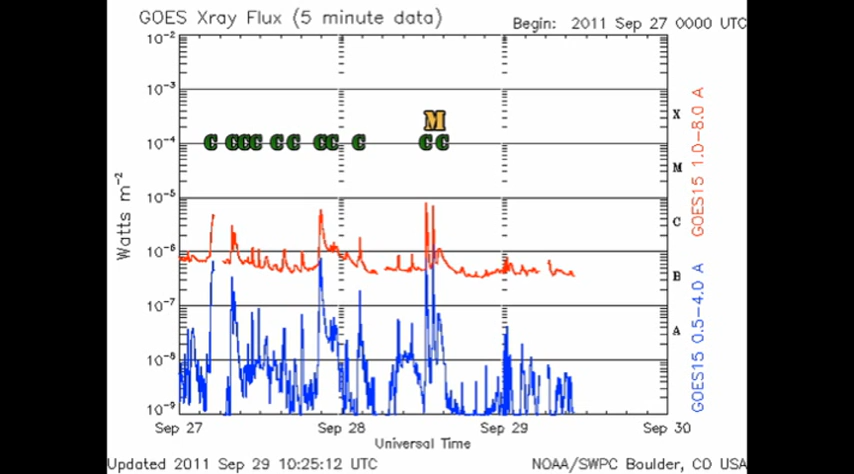 GOES Xray Flux (5 minute data)
Begin: 2011 Sep 27 0000 UTC
10⁻²
10⁻³
10⁻⁴
10⁻⁵
10⁻⁶
10⁻⁷
10⁻⁸
10⁻⁹
Watts m⁻²
M
C C C C C C C C C C C
X
M
C
B
A
GOES15 1.0-8.0 A
GOES15 0.5-4.0 A
Sep 27 Sep 28 Sep 29 Sep 30
Universal Time
Updated 2011 Sep 29 10:25:12 UTC
NOAA/SWPC Boulder, CO USA